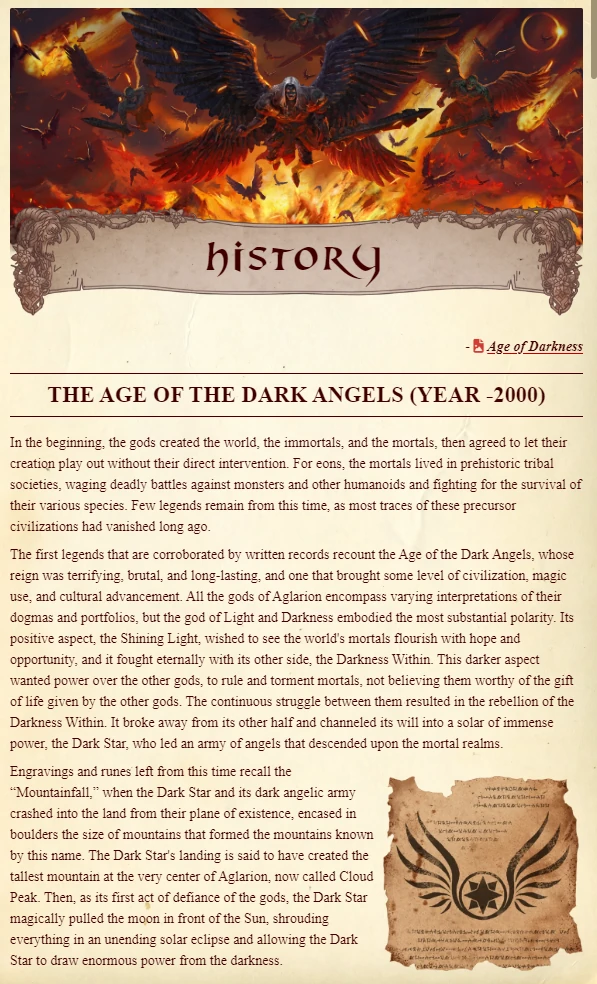 history
- Age of Darkness
THE AGE OF THE DARK ANGELS (YEAR -2000)
In the beginning, the gods created the world, the immortals, and the mortals, then agreed to let their
creation play out without their direct intervention. For eons, the mortals lived in prehistoric tribal
societies, waging deadly battles against monsters and other humanoids and fighting for the survival of
their various species. Few legends remain from this time, as most traces of these precursor
civilizations had vanished long ago.
The first legends that are corroborated by written records recount the Age of the Dark Angels, whose
reign was terrifying, brutal, and long-lasting, and one that brought some level of civilization, magic
use, and cultural advancement. All the gods of Aglarion encompass varying interpretations of their
dogmas and portfolios, but the god of Light and Darkness embodied the most substantial polarity. Its
positive aspect, the Shining Light, wished to see the world's mortals flourish with hope and
opportunity, and it fought eternally with its other side, the Darkness Within. This darker aspect
wanted power over the other gods, to rule and torment mortals, not believing them worthy of the gift
of life given by the other gods. The continuous struggle between them resulted in the rebellion of the
Darkness Within. It broke away from its other half and channeled its will into a solar of immense
power, the Dark Star, who led an army of angels that descended upon the mortal realms.
Engravings and runes left from this time recall the
“Mountainfall,” when the Dark Star and its dark angelic army
crashed into the land from their plane of existence, encased in
boulders the size of mountains that formed the mountains known
by this name. The Dark Star's landing is said to have created the
tallest mountain at the very center of Aglarion, now called Cloud
Peak. Then, as its first act of defiance of the gods, the Dark Star
magically pulled the moon in front of the Sun, shrouding
everything in an unending solar eclipse and allowing the Dark
Star to draw enormous power from the darkness.